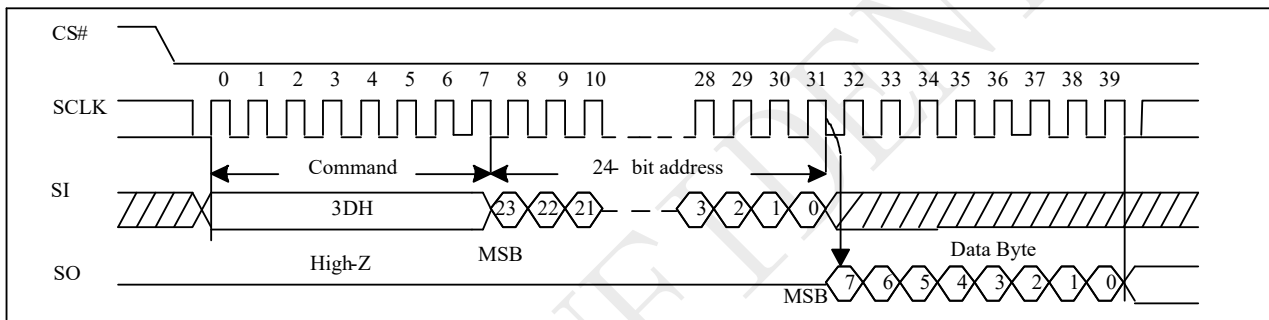 CS#
0 1 2 3 4 5 6 7 8 9 10 28 29 30 31 32 33 34 35 36 37 38 39
SCLK
Command 24- bit address
SI
3DH 23 22 21 3 2 1 0
High-Z MSB Data Byte
SO
MSB 7 6 5 4 3 2 1 0